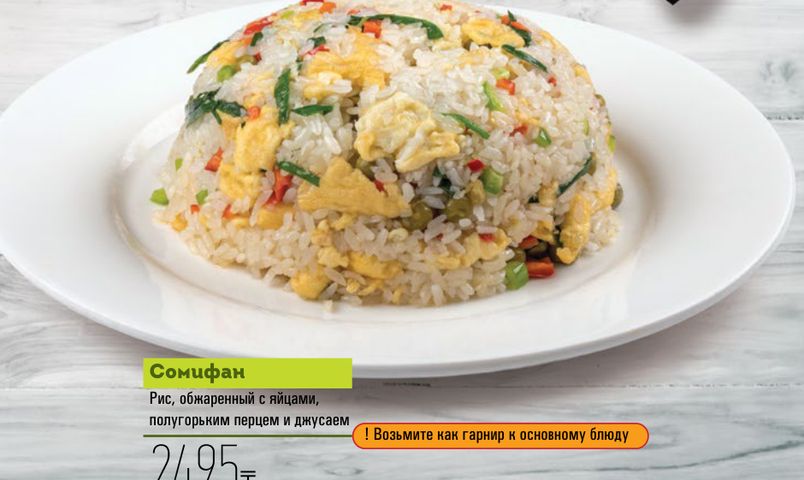 Сомифан
Рис, обжаренный с яйцами,
полугорьким перцем и джусаем
! Возьмите как гарнир к основному блюду
2495₸